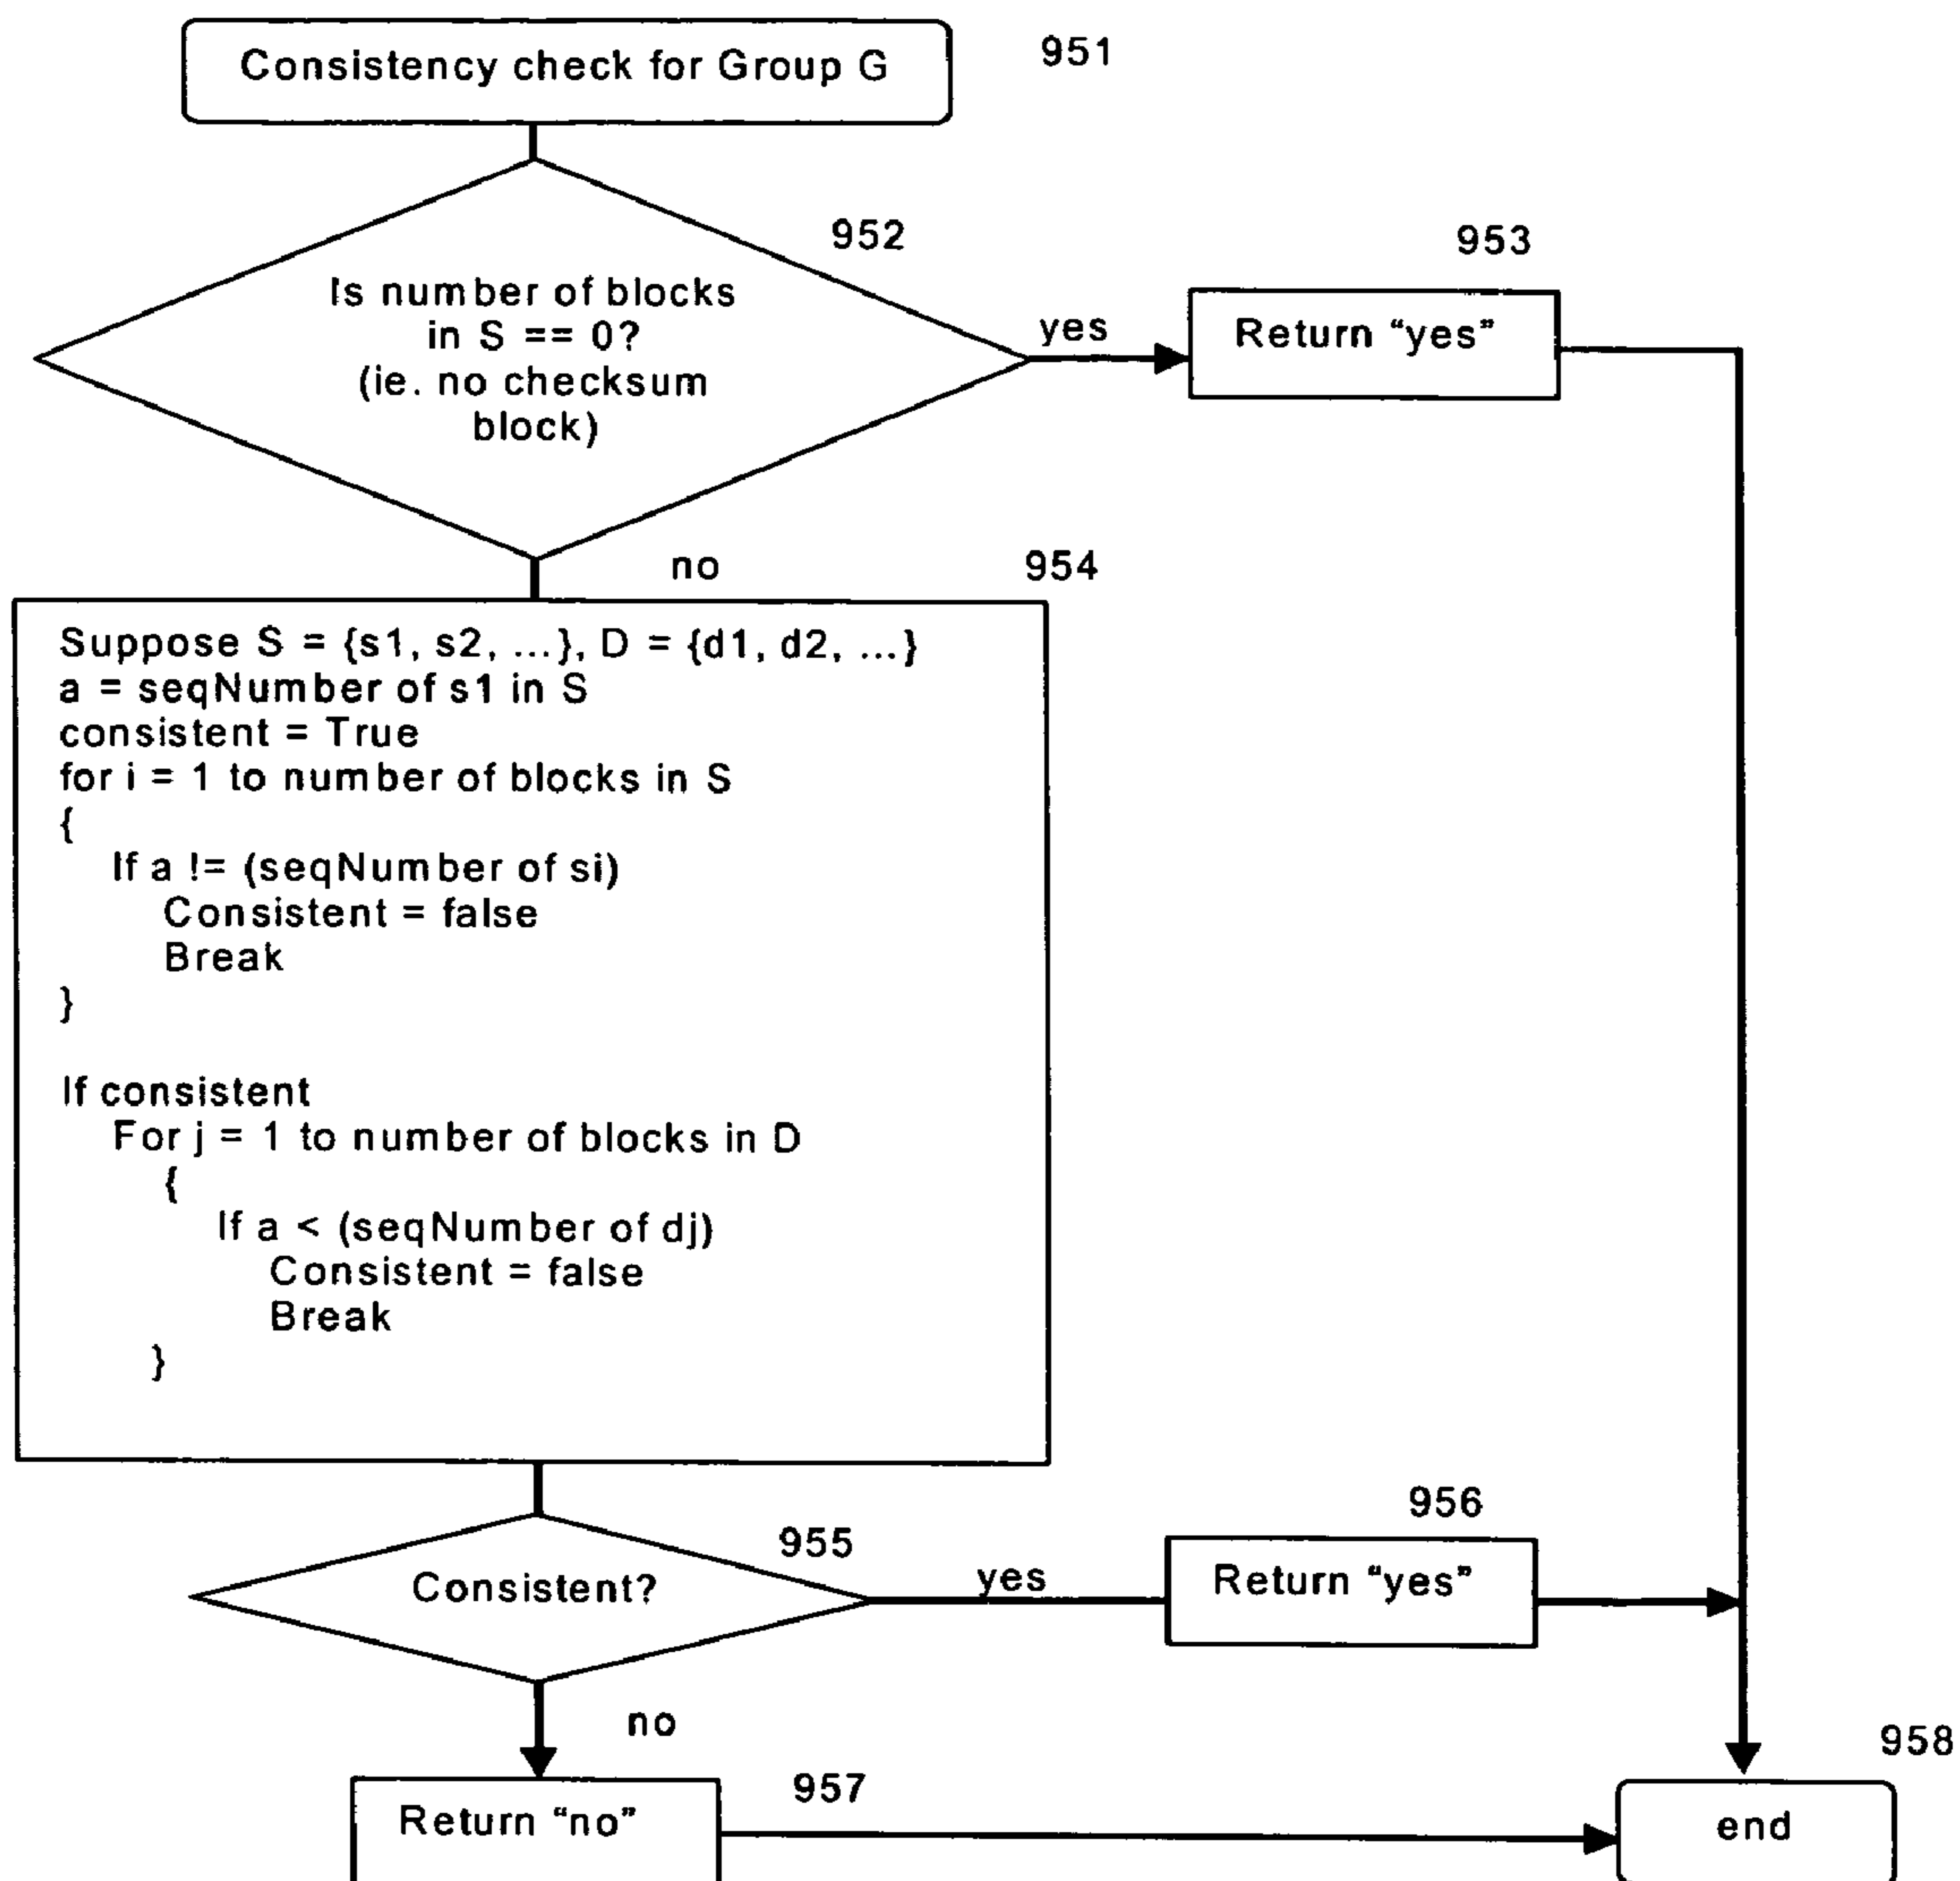 Consistency check for Group G
951
952
Is number of blocks
in S == 0?
(ie. no checksum
block)
yes
953
Return “yes”
no
954
Suppose S = {s1, s2, ...}, D = {d1, d2, ...}
a = seqNumber of s1 in S
consistent = True
for i = 1 to number of blocks in S
{
If a != (seqNumber of si)
Consistent = false
Break
}
If consistent
For j = 1 to number of blocks in D
{
If a < (seqNumber of dj)
Consistent = false
Break
}
955
Consistent?
yes
956
Return “yes”
no
957
Return “no”
958
end